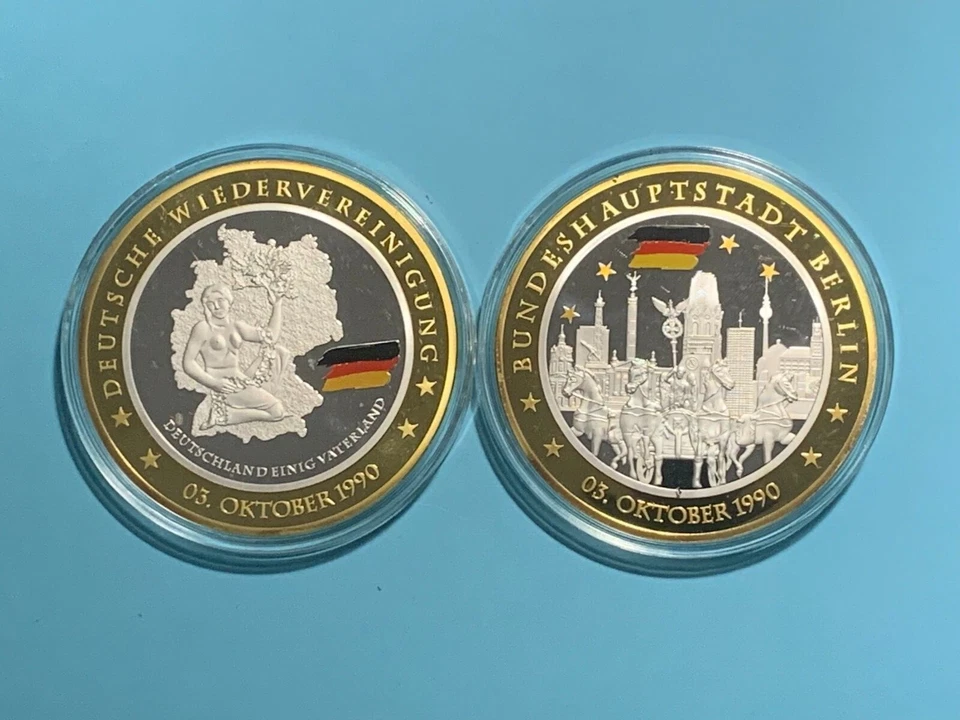 DEUTSCHE WIEDERVEREINIGUNG
DEUTSCHLAND EINIG VATERLAND
03. OKTOBER 1990
BUNDESHAUPTSTADT BERLIN
03. OKTOBER 1990